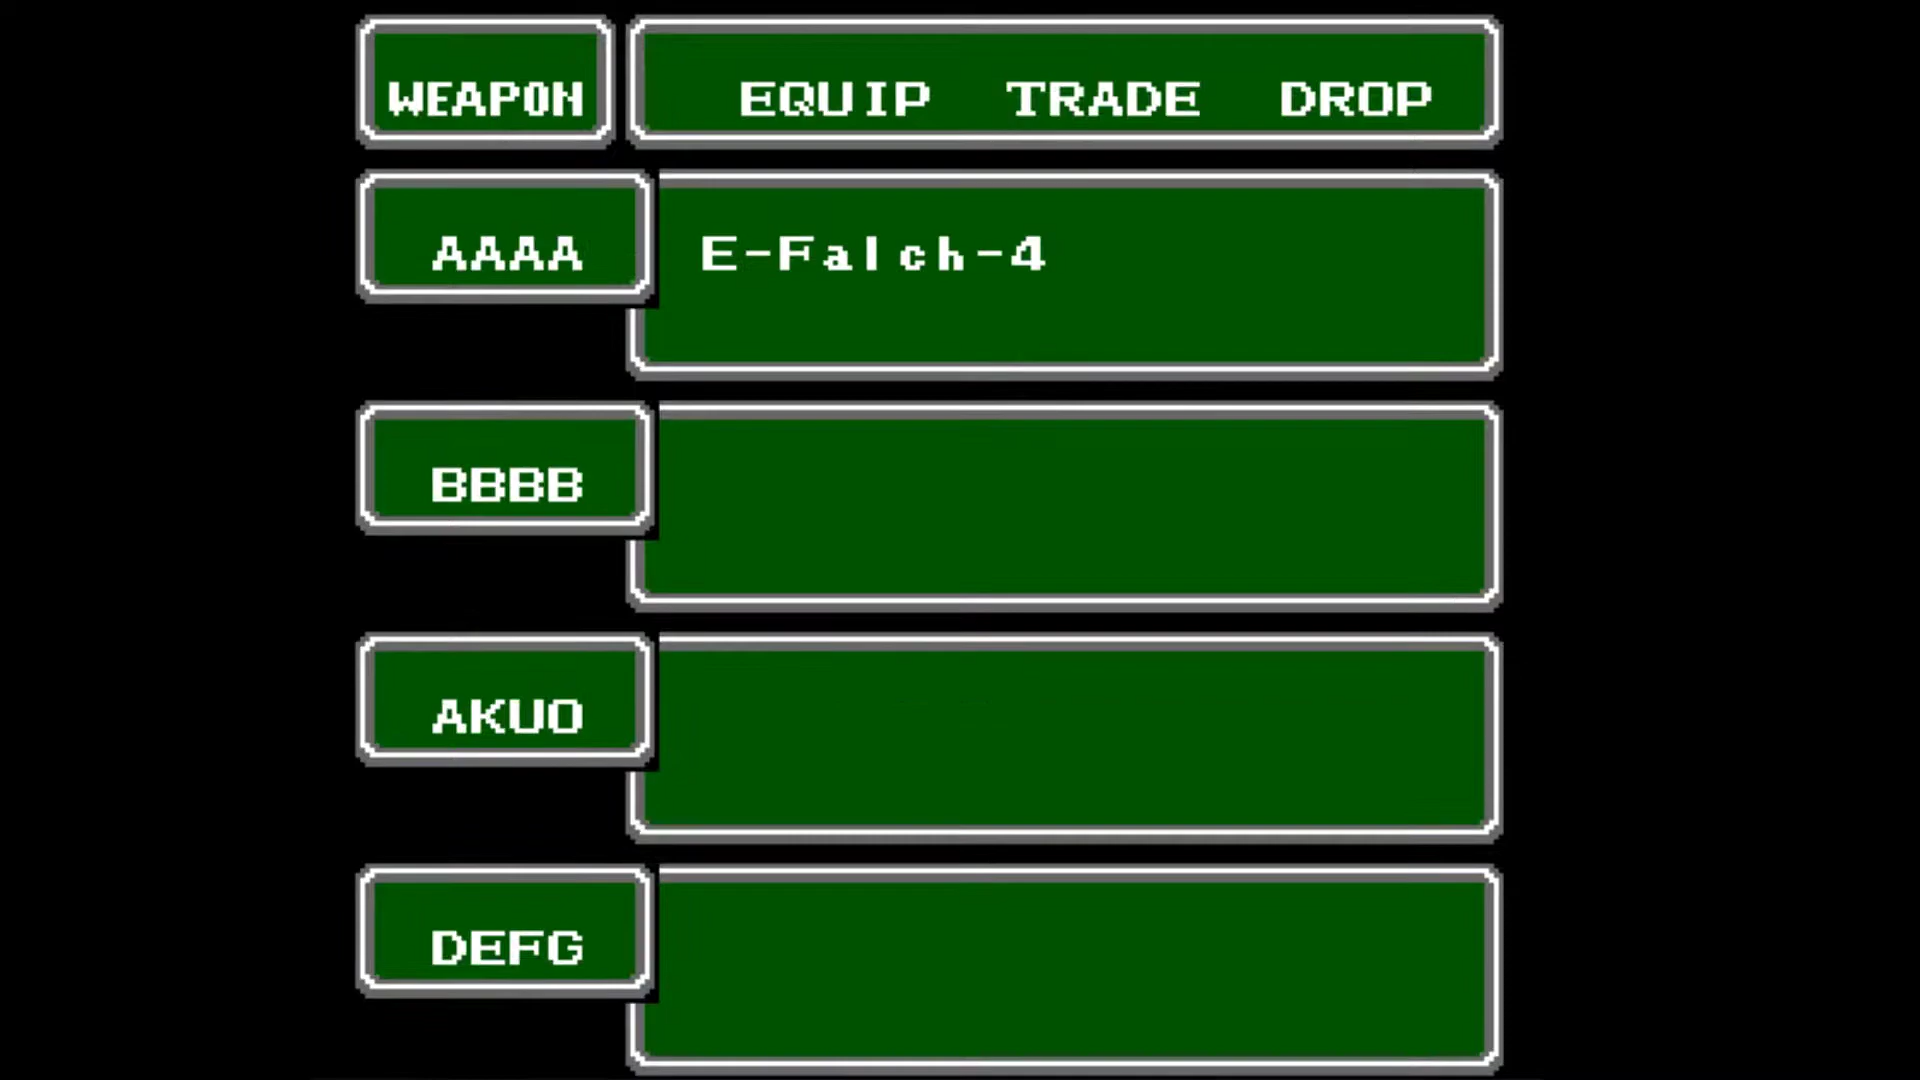 WEAPON EQUIP TRADE DROP
AAAA E-Falch-4
BBBB
AKUO
DEFG